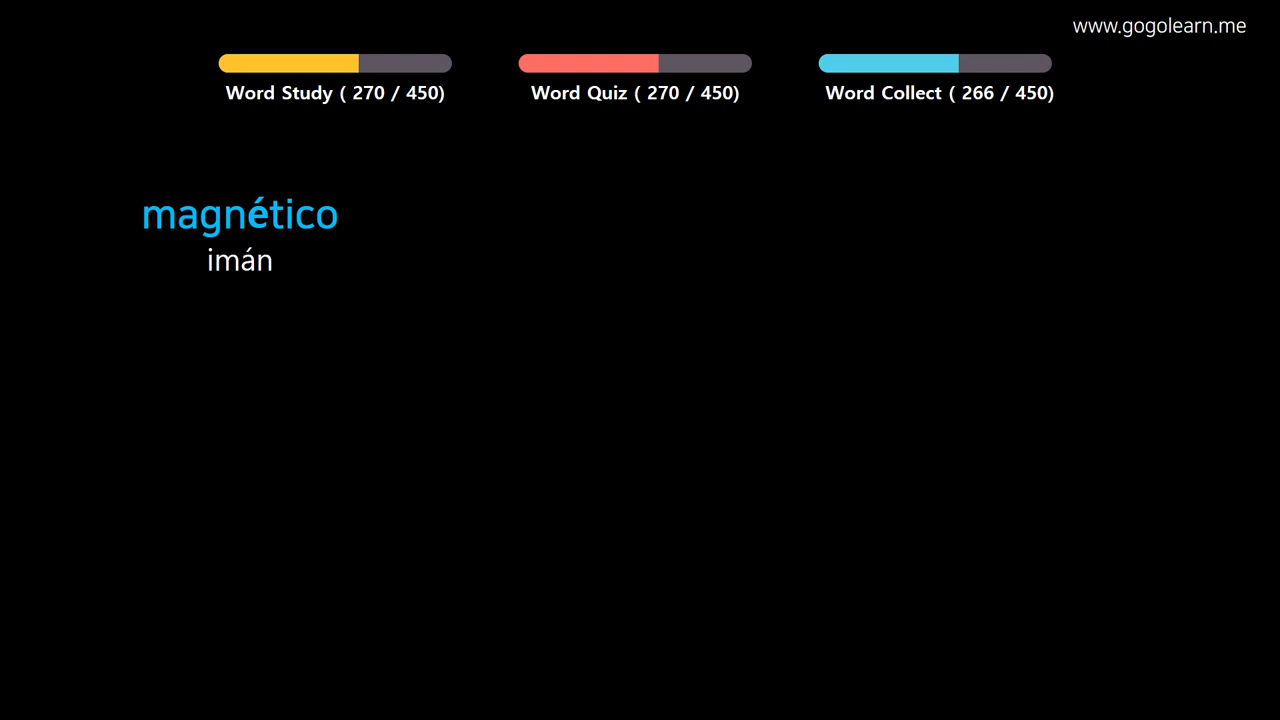 www.gogolearn.me
Word Study ( 270 / 450)
Word Quiz ( 270 / 450)
Word Collect ( 266 / 450)
magnético
imán